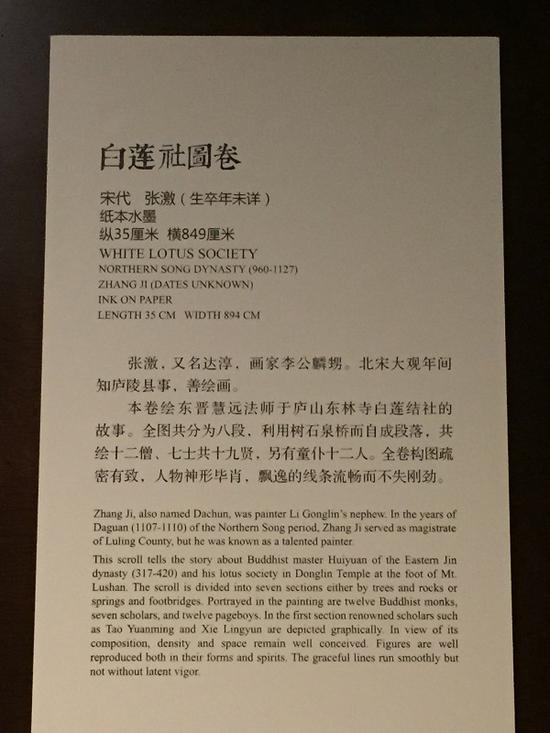 白莲社圖卷
宋代 张激（生卒年未详）
纸本水墨
纵35厘米 横849厘米
WHITE LOTUS SOCIETY
NORTHERN SONG DYNASTY (960-1127)
ZHANG JI (DATES UNKNOWN)
INK ON PAPER
LENGTH 35 CM WIDTH 894 CM
张激，又名达淳，画家李公麟甥。北宋大观年间
知庐陵县事，善绘画。
本卷绘东晋慧远法师于庐山东林寺白莲结社的
故事。全图共分为八段，利用树石泉桥而自成段落，共
绘十二僧、七士共十九贤，另有童仆十二人。全卷构图疏
密有致，人物神形毕肖，飘逸的线条流畅而不失刚劲。
Zhang Ji, also named Dachun, was painter Li Gonglin's nephew. In the years of
Daguan (1107-1110) of the Northern Song period, Zhang Ji served as magistrate
of Luling County, but he was known as a talented painter.
This scroll tells the story about Buddhist master Huiyuan of the Eastern Jin
dynasty (317-420) and his lotus society in Donglin Temple at the foot of Mt.
Lushan. The scroll is divided into seven sections either by trees and rocks or
springs and footbridges. Portrayed in the painting are twelve Buddhist monks,
seven scholars, and twelve pageboys. In the first section renowned scholars such
as Tao Yuanming and Xie Lingyun are depicted graphically. In view of its
composition, density and space remain well conceived. Figures are well
reproduced both in their forms and spirits. The graceful lines run smoothly but
not without latent vigor.